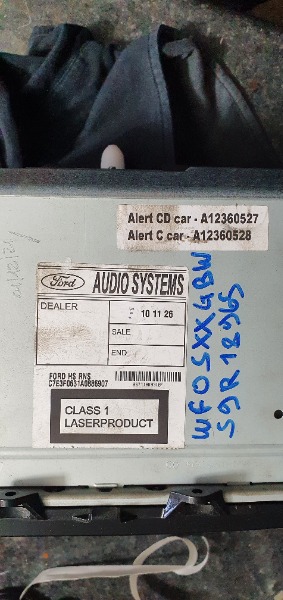 Alert CD car - A12360527
Alert C car - A12360528
Ford
AUDIO SYSTEMS
DEALER
10 11 26
SALE
END
FORD HS RNS
C7E3F0631A0886907
CLASS 1
LASERPRODUCT
WF0SXXGBW
S9R18965